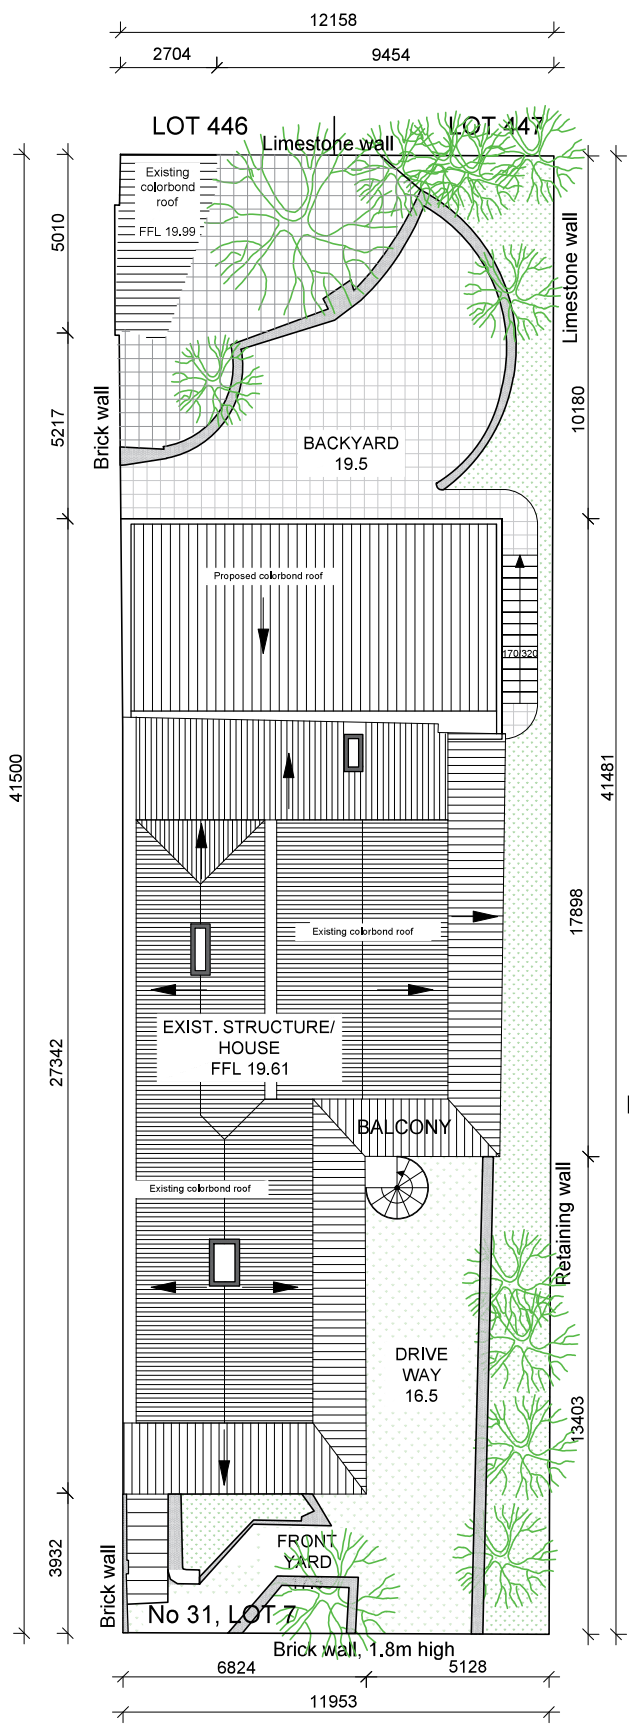 12158
2704
9454
LOT 446
LOT 447
Limestone wall
Existing
colorbond
roof
FFL 19.99
5010
Limestone wall
10180
5217
Brick wall
BACKYARD
19.5
Proposed colorbond roof
170/320
41500
41481
17898
Existing colorbond roof
EXIST. STRUCTURE/
HOUSE
FFL 19.61
27342
BALCONY
Existing colorbond roof
Retaining wall
DRIVE
WAY
16.5
13403
3932
Brick wall
FRONT
YARD
No 31, LOT 7
Brick wall, 1.8m high
6824
5128
11953